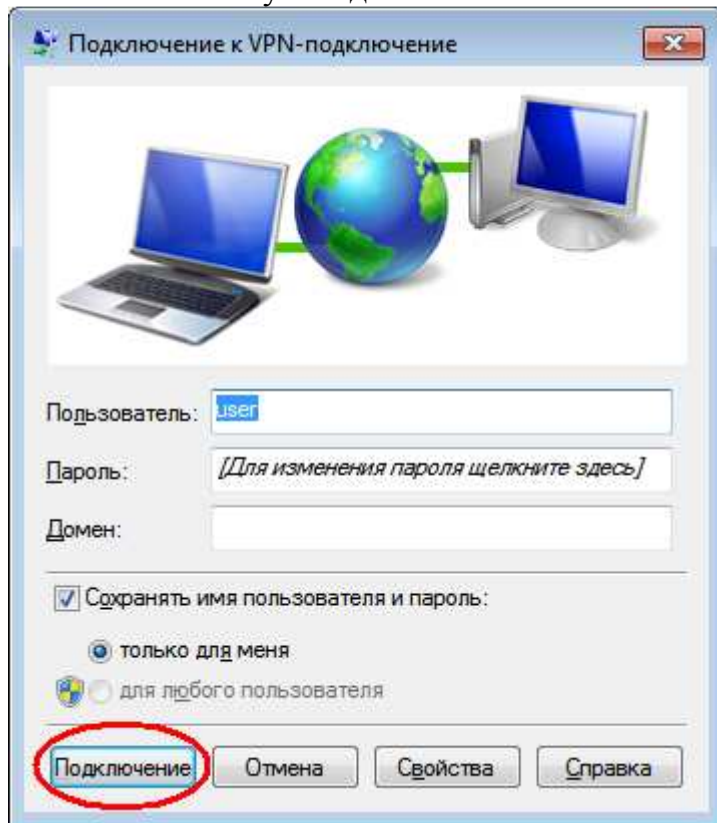 Подключение к VPN-подключение
Пользователь: user
Пароль: [Для изменения пароля щелкните здесь]
Домен:
Сохранять имя пользователя и пароль:
только для меня
для любого пользователя
Подключение Отмена Свойства Справка